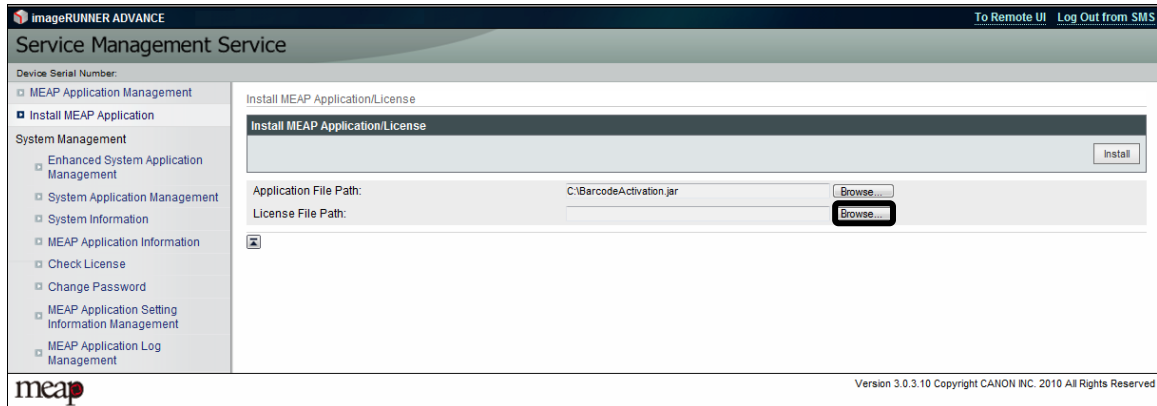 imageRUNNER ADVANCE
To Remote UI Log Out from SMS
Service Management Service
Device Serial Number:
MEAP Application Management
Install MEAP Application
System Management
Enhanced System Application
Management
System Application Management
System Information
MEAP Application Information
Check License
Change Password
MEAP Application Setting
Information Management
MEAP Application Log
Management
Install MEAP Application/License
Install MEAP Application/License
Install
Application File Path: C:\BarcodeActivation.jar Browse...
License File Path: Browse...
meap
Version 3.0.3.10 Copyright CANON INC. 2010 All Rights Reserved